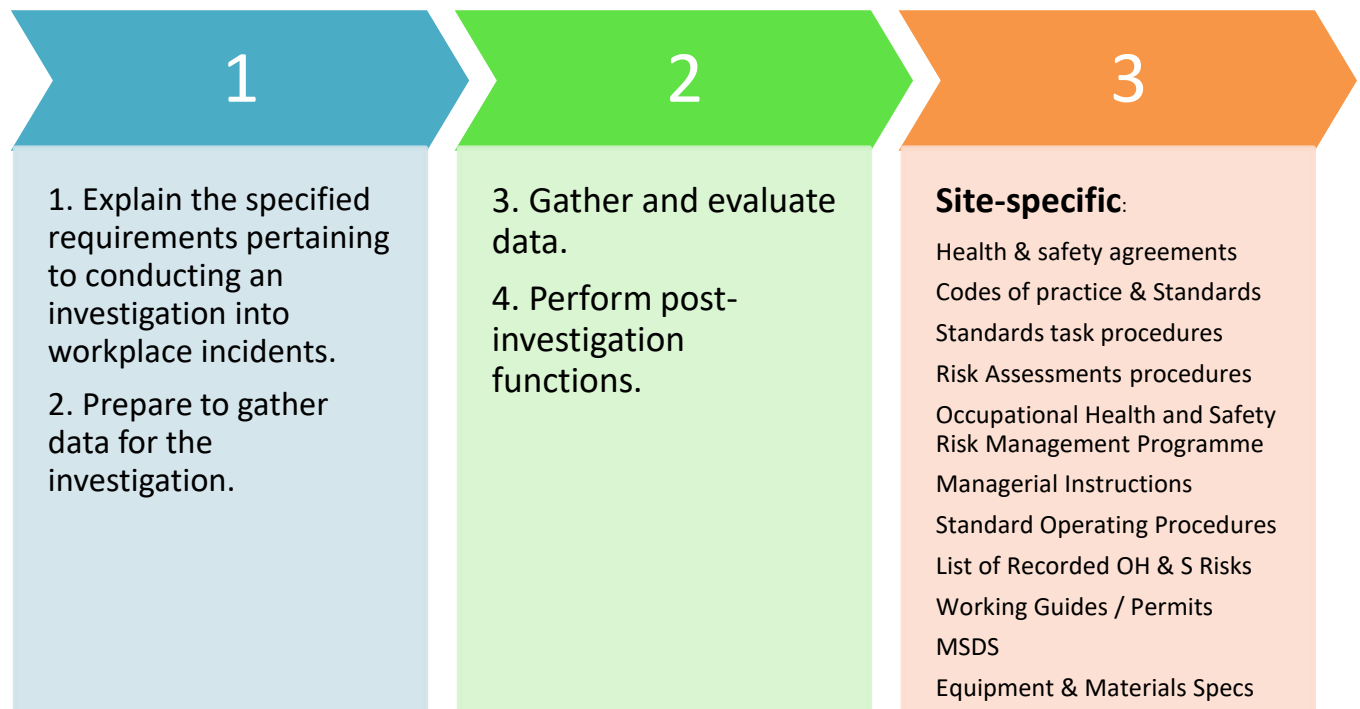 1
1. Explain the specified
requirements pertaining
to conducting an
investigation into
workplace incidents.
2. Prepare to gather
data for the
investigation.
2
3. Gather and evaluate
data.
4. Perform post-
investigation
functions.
3
Site-specific:
Health & safety agreements
Codes of practice & Standards
Standards task procedures
Risk Assessments procedures
Occupational Health and Safety
Risk Management Programme
Managerial Instructions
Standard Operating Procedures
List of Recorded OH & S Risks
Working Guides / Permits
MSDS
Equipment & Materials Specs